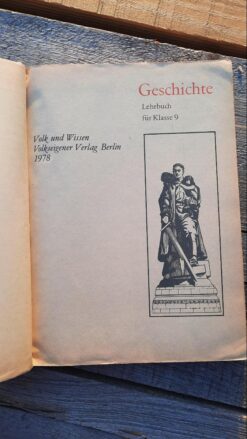 Geschichte
Lehrbuch
für Klasse 9
Volk und Wissen
Volkseigener Verlag Berlin
1978